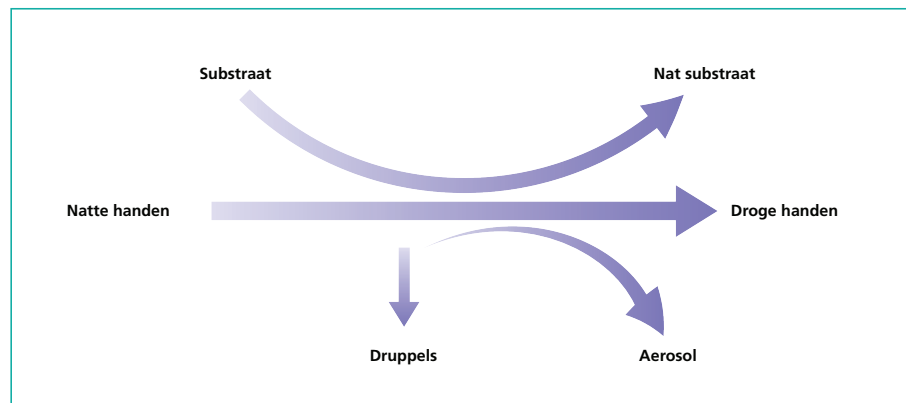 Substraat
Nat substraat
Natte handen
Droge handen
Druppels
Aerosol